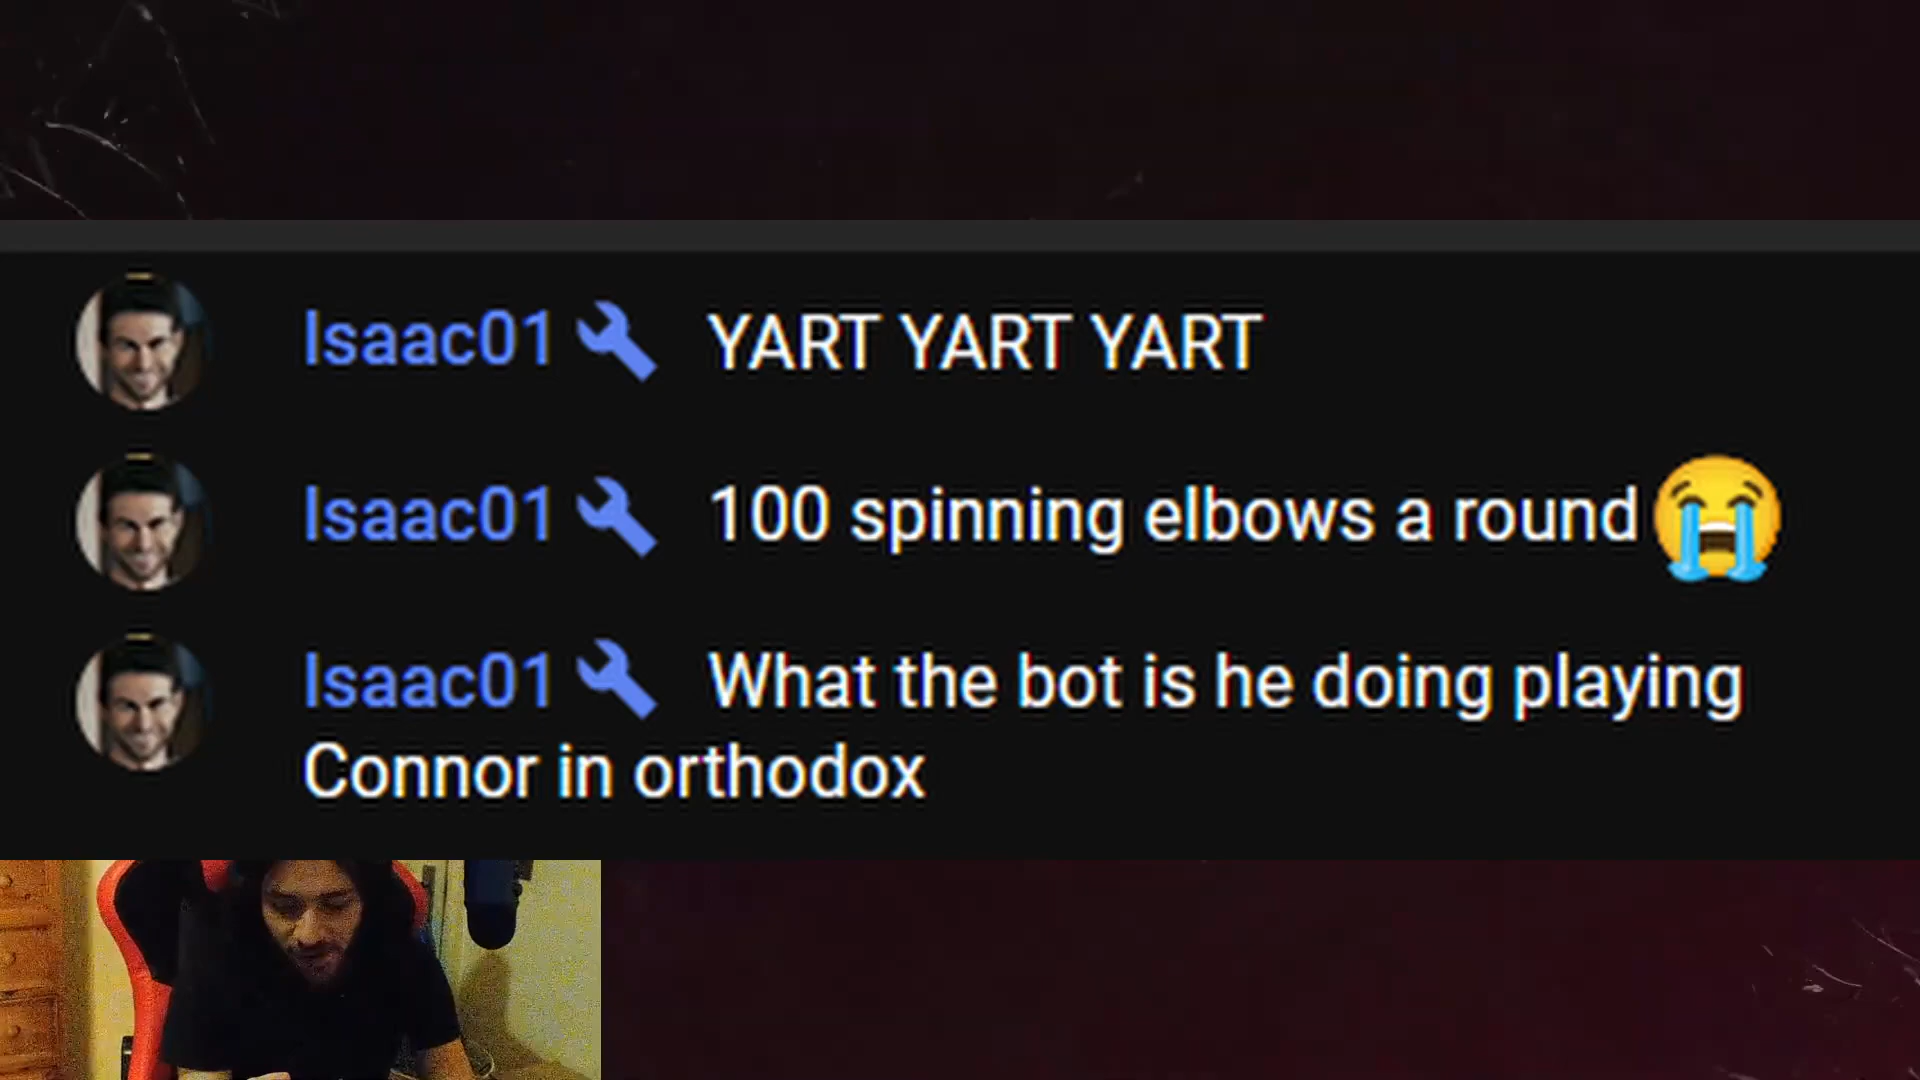 Isaac01 YART YART YART
Isaac01 100 spinning elbows a round😭
Isaac01 What the bot is he doing playing
Connor in orthodox